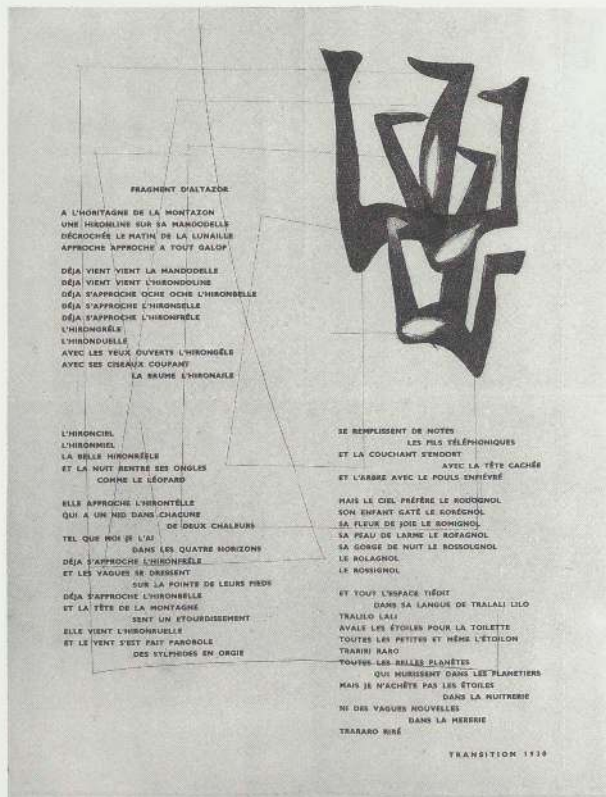 FRAGMENT D'ALTAZOR
A L'HORITAGNE DE LA MONTAZON
UNE HIRONLINE SUR SA MANDODELLE
DÉCROCHÉE LE MATIN DE LA LUNAILLE
APPROCHE APPROCHE A TOUT GALOP
DÉJA VIENT VIENT LA MANDODELLE
DÉJA VIENT VIENT L'HIRONDOLINE
DÉJA S'APPROCHE OCHE OCHE L'HIRONBELLE
DÉJA S'APPROCHE L'HIRONSELLE
DÉJA S'APPROCHE L'HIRONFRÊLE
L'HIRONGRÊLE
L'HIRONDUELLE
AVEC LES YEUX OUVERTS L'HIRONGÈLE
AVEC SES CISEAUX COUPANT
LA BRUME L'HIRONAILE
L'HIRONCIEL
L'HIRONMIEL
LA BELLE HIRONRÉELE
ET LA NUIT RENTRE SES ONGLES
COMME LE LÉOPARD
ELLE APPROCHE L'HIRONTELLE
QUI A UN NID DANS CHACUNE
DE DEUX CHALEURS
TEL QUE MOI JE L'AI
DANS LES QUATRE HORIZONS
DÉJA S'APPROCHE L'HIRONFRÊLE
ET LES VAGUES SE DRESSENT
SUR LA POINTE DE LEURS PIEDS
DÉJA S'APPROCHE L'HIRONBELLE
ET LA TÊTE DE LA MONTAGNE
SENT UN ETOURDISSEMENT
ELLE VIENT L'HIRONRUELLE
ET LE VENT S'EST FAIT PAROBOLE
DES SYLPHIDES EN ORGIE
SE REMPLISSENT DE NOTES
LES FILS TÉLÉPHONIQUES
ET LA COUCHANT S'ENDORT
AVEC LA TÊTE CACHÉE
ET L'ARBRE AVEC LE POULS ENFIÉVRÉ
MAIS LE CIEL PRÉFÈRE LE RODOGNOL
SON ENFANT GATÉ LE RORÉGNOL
SA FLEUR DE JOIE LE ROMIGNOL
SA PEAU DE LARME LE ROFAGNOL
SA GORGE DE NUIT LE ROSSOLGNOL
LE ROLAGNOL
LE ROSSIGNOL
ET TOUT L'ESPACE TIÉDIT
DANS SA LANGUE DE TRALALI LILO
TRALILO LALI
AVALE LES ÉTOILES POUR LA TOILETTE
TOUTES LES PETITES ET MÊME L'ÉTOILON
TRARIRI RARO
TOUTES LES BELLES PLANÈTES
QUI MURISSENT DANS LES PLANETIERS
MAIS JE N'ACHÈTE PAS LES ÉTOILES
DANS LA NUITRERIE
NI DES VAGUES NOUVELLES
DANS LA MERERIE
TRARARO RIRÉ
TRANSITION 1930